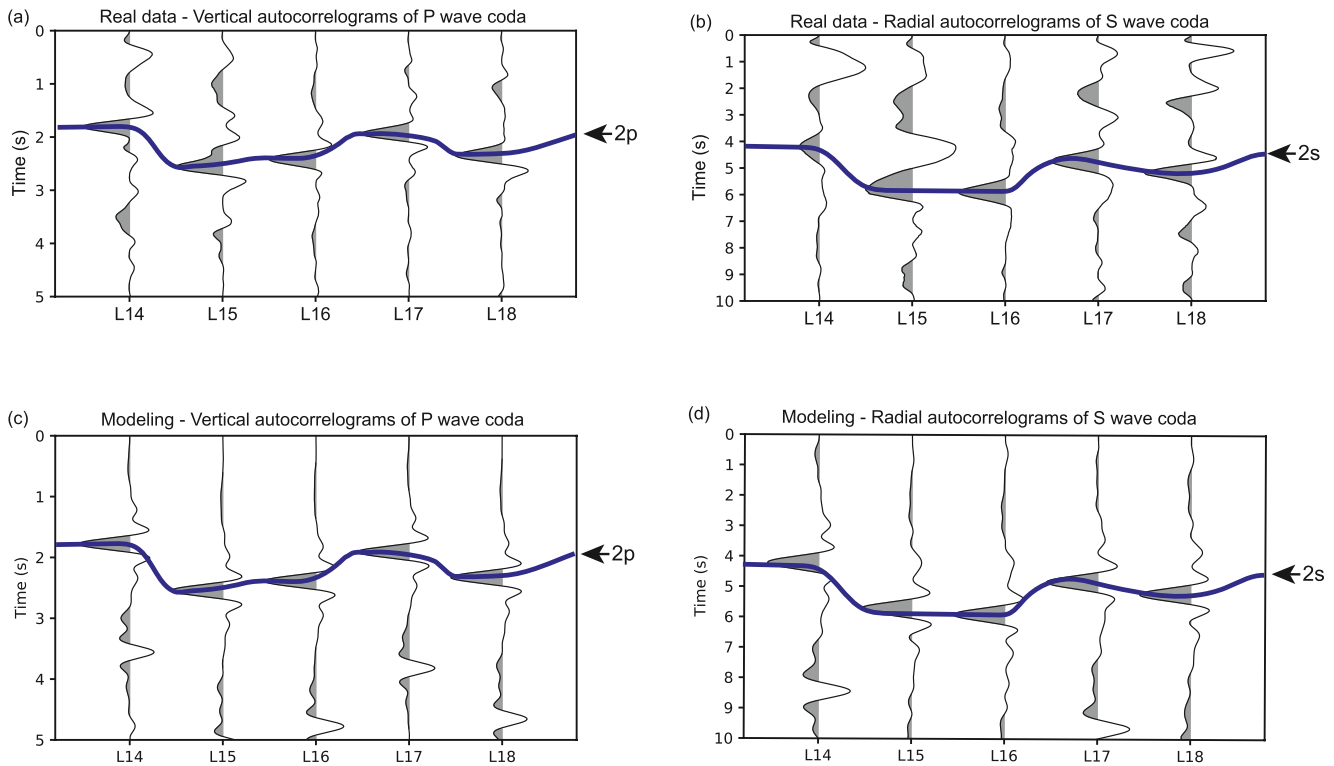 (a) Real data - Vertical autocorrelograms of P wave coda
0
1
2
3
4
5
Time (s)
L14 L15 L16 L17 L18
2p
(b) Real data - Radial autocorrelograms of S wave coda
0
1
2
3
4
5
6
7
8
9
10
Time (s)
L14 L15 L16 L17 L18
2s
(c) Modeling - Vertical autocorrelograms of P wave coda
0
1
2
3
4
5
Time (s)
L14 L15 L16 L17 L18
2p
(d) Modeling - Radial autocorrelograms of S wave coda
0
1
2
3
4
5
6
7
8
9
10
Time (s)
L14 L15 L16 L17 L18
2s